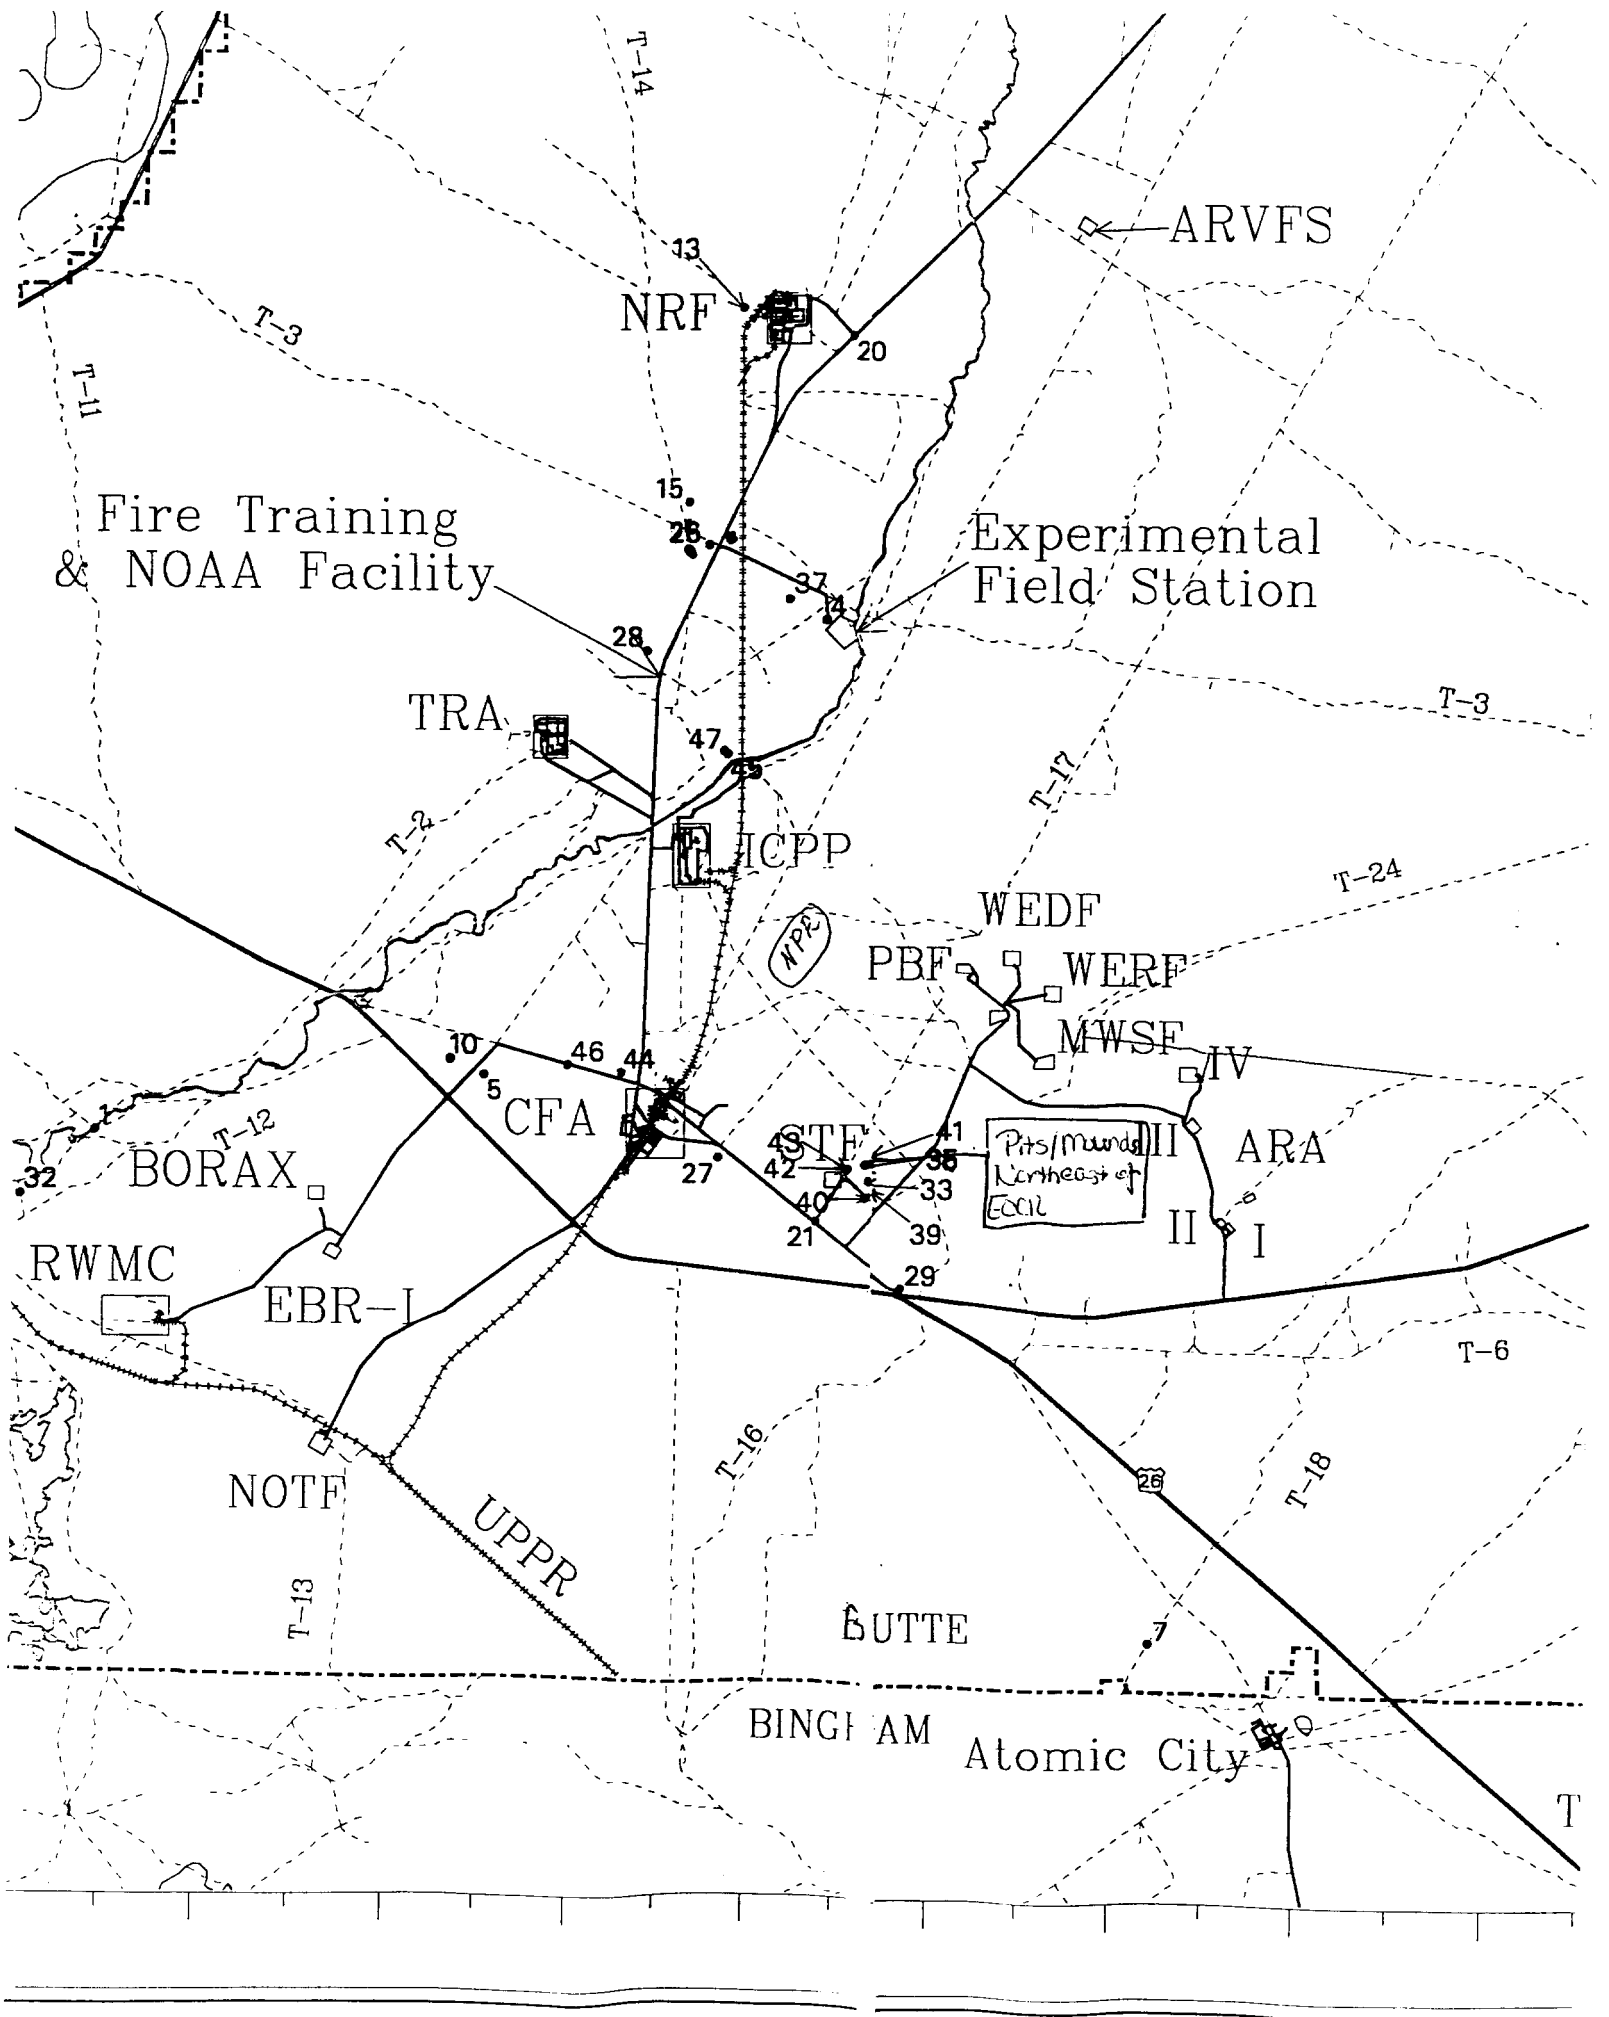 T-14
ARVFS
13
NRF
T-3
20
T-11
15
Fire Training
& NOAA Facility
26
Experimental
Field Station
37
4
28
TRA
T-3
47
45
T-17
T-2
ICPP
T-24
WEDF
NPR
PBF
WERF
MWSF
IV
10
46
44
5
CFA
1
T-12
STF
43
42
41
35
33
40
39
21
27
Pits/Mounds
Northeast of
III
ARA
32
BORAX
II
I
RWMC
29
EBR-I
T-6
T-16
26
T-18
NOTF
UPPR
T-13
BUTTE
7
BINGHAM
Atomic City
T